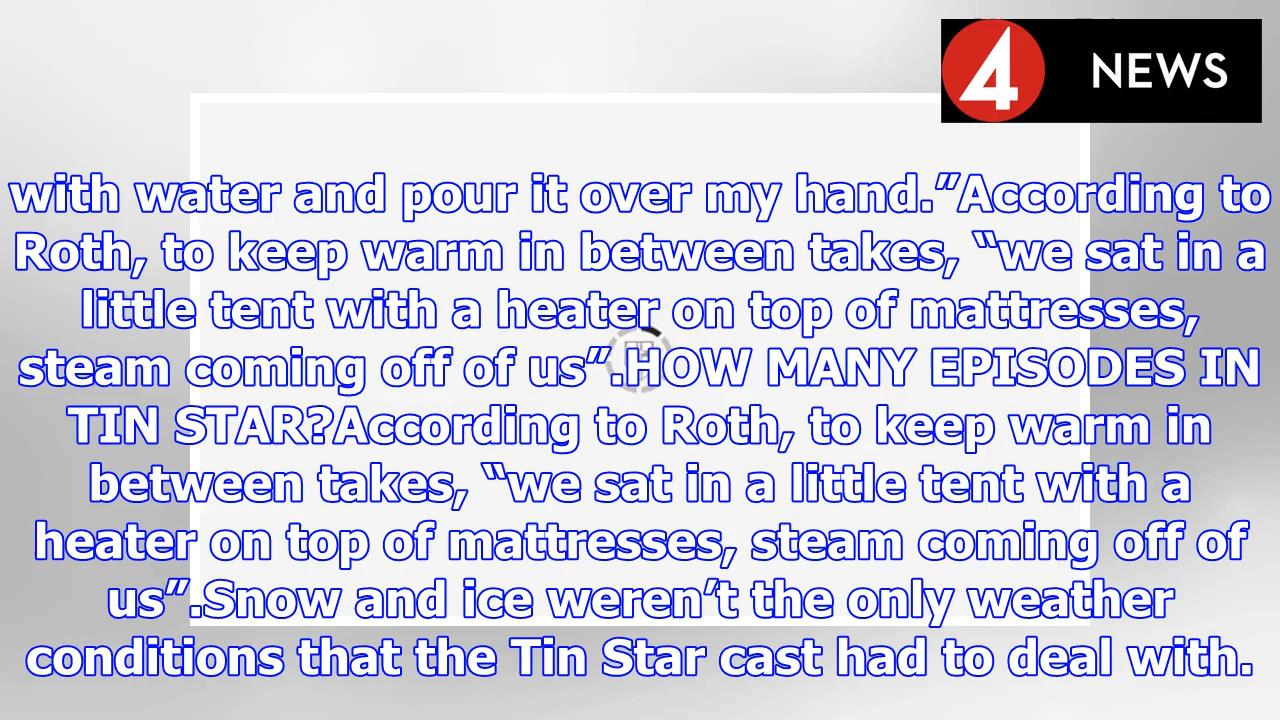 4 NEWS
with water and pour it over my hand.”According to
Roth, to keep warm in between takes, “we sat in a
little tent with a heater on top of mattresses,
steam coming off of us”.HOW MANY EPISODES IN
TIN STAR?According to Roth, to keep warm in
between takes, “we sat in a little tent with a
heater on top of mattresses, steam coming off of
us”.Snow and ice weren’t the only weather
conditions that the Tin Star cast had to deal with.